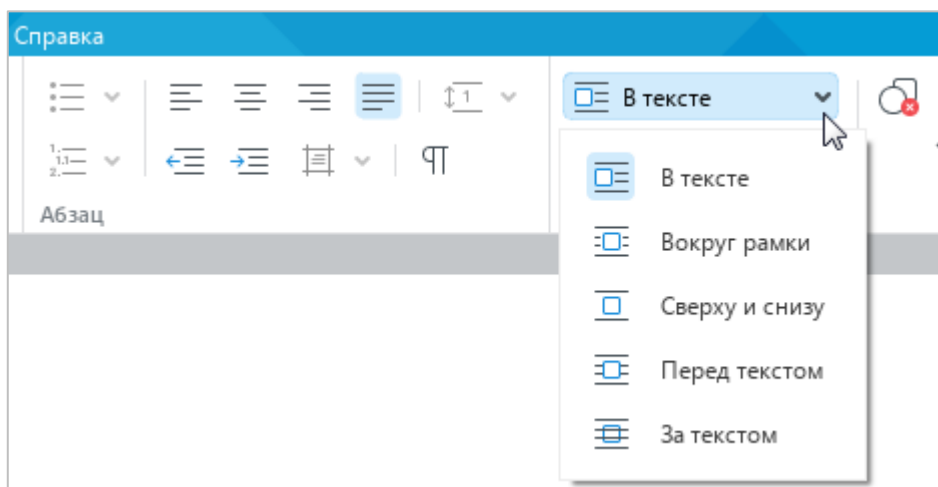 Справка
В тексте
Абзац
В тексте
Вокруг рамки
Сверху и снизу
Перед текстом
За текстом